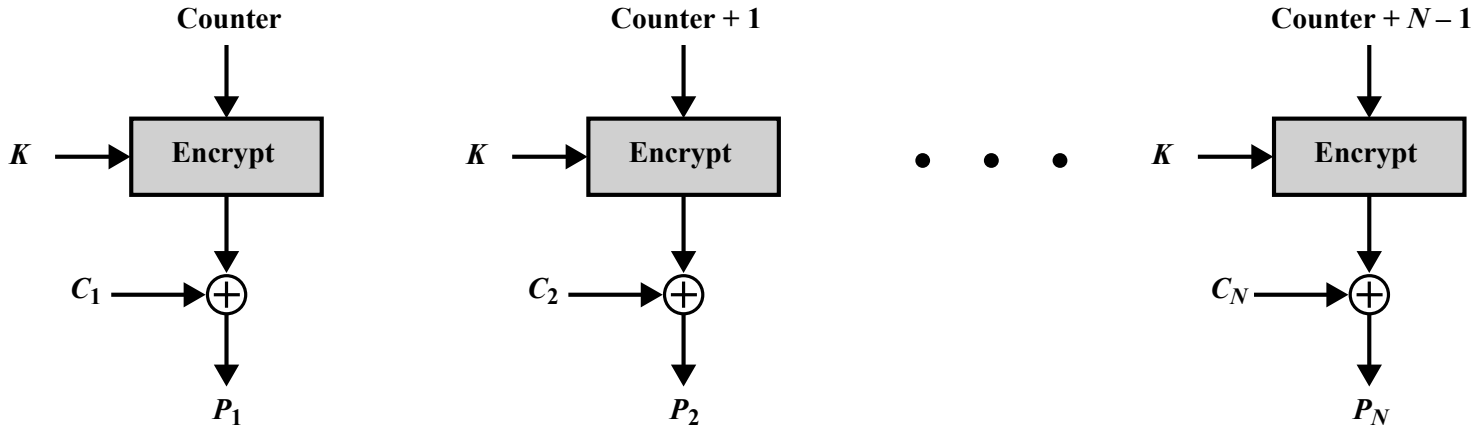 Counter Counter + 1 Counter + N – 1
K Encrypt K Encrypt K Encrypt
C1 C2 CN
P1 P2 PN